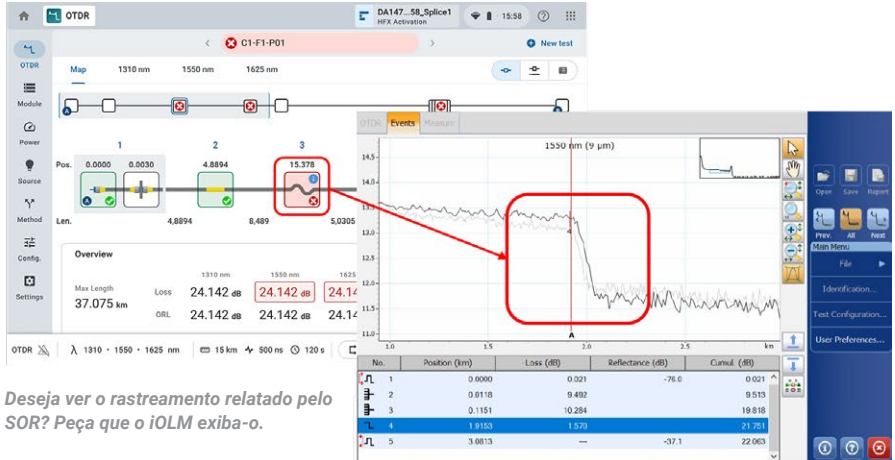 OTDR
DA147...58_Splice1
HFX Activation
15:58
C1-F1-P01
New test
OTDR
Module
Power
Source
Method
Config.
Settings
Map 1310 nm 1550 nm 1625 nm
1 2 3
Pos. 0.0000 0.0030 4.8894 15.378
Len. 4,8894 8,489 5,0305
Overview
1310 nm 1550 nm 1625
Max Length
37.075 km
Loss 24.142 dB 24.142 dB 24.14
ORL 24.142 dB 24.142 dB 24.14
OTDR λ 1310 · 1550 · 1625 nm 15 km 500 ns 120 s
OTDR Events Measure
1550 nm (9 µm)
14.5
14.0
13.5
13.0
12.5
12.0
11.5
11.0
1.0 1.5 2.0 2.5 km
A
No. Position (km) Loss (dB) Reflectance (dB) Cumul. (dB)
1 0.0000 0.021 -76.0 0.021
2 0.0118 9.492 9.513
3 0.1151 10.284 19.818
4 1.9153 1.570 21.751
5 3.0813 --- -37.1 22.063
Open Save Report
Prev. All Next
Main Menu
File
Identification...
Test Configuration...
User Preferences...
Deseja ver o rastreamento relatado pelo
SOR? Peça que o iOLM exiba-o.